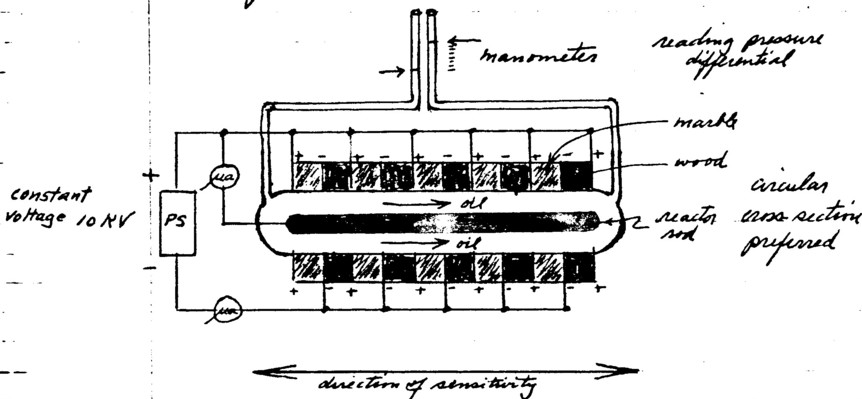 manometer
reading pressure
differential
marble
wood
+ - + - + - + - + - +
constant
voltage 10 KV
+
PS
-
μa
oil
oil
reactor
rod
circular
cross-section
preferred
+ - + - + - + - + - +
μa
direction of sensitivity